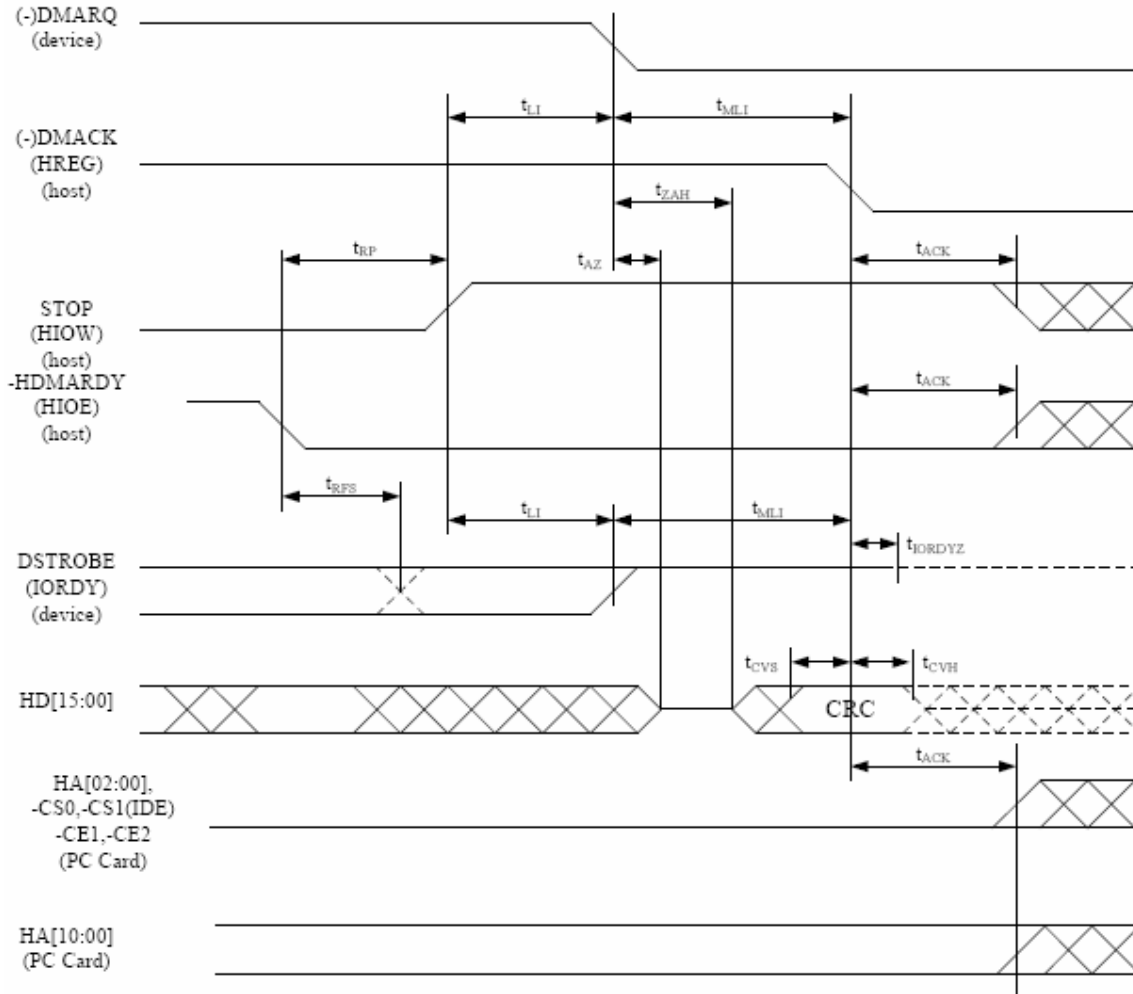 (-)DMARQ
(device)
tLI
tMLI
(-)DMACK
(HREG)
(host)
tZAH
tRP
tAZ
tACK
STOP
(HIOW)
(host)
-HDMARDY
(HIOE)
(host)
tACK
tRFS
tLI
tMLI
tIORDYZ
DSTROBE
(IORDY)
(device)
tCVS
tCVH
HD[15:00]
CRC
tACK
HA[02:00],
-CS0,-CS1(IDE)
-CE1,-CE2
(PC Card)
HA[10:00]
(PC Card)